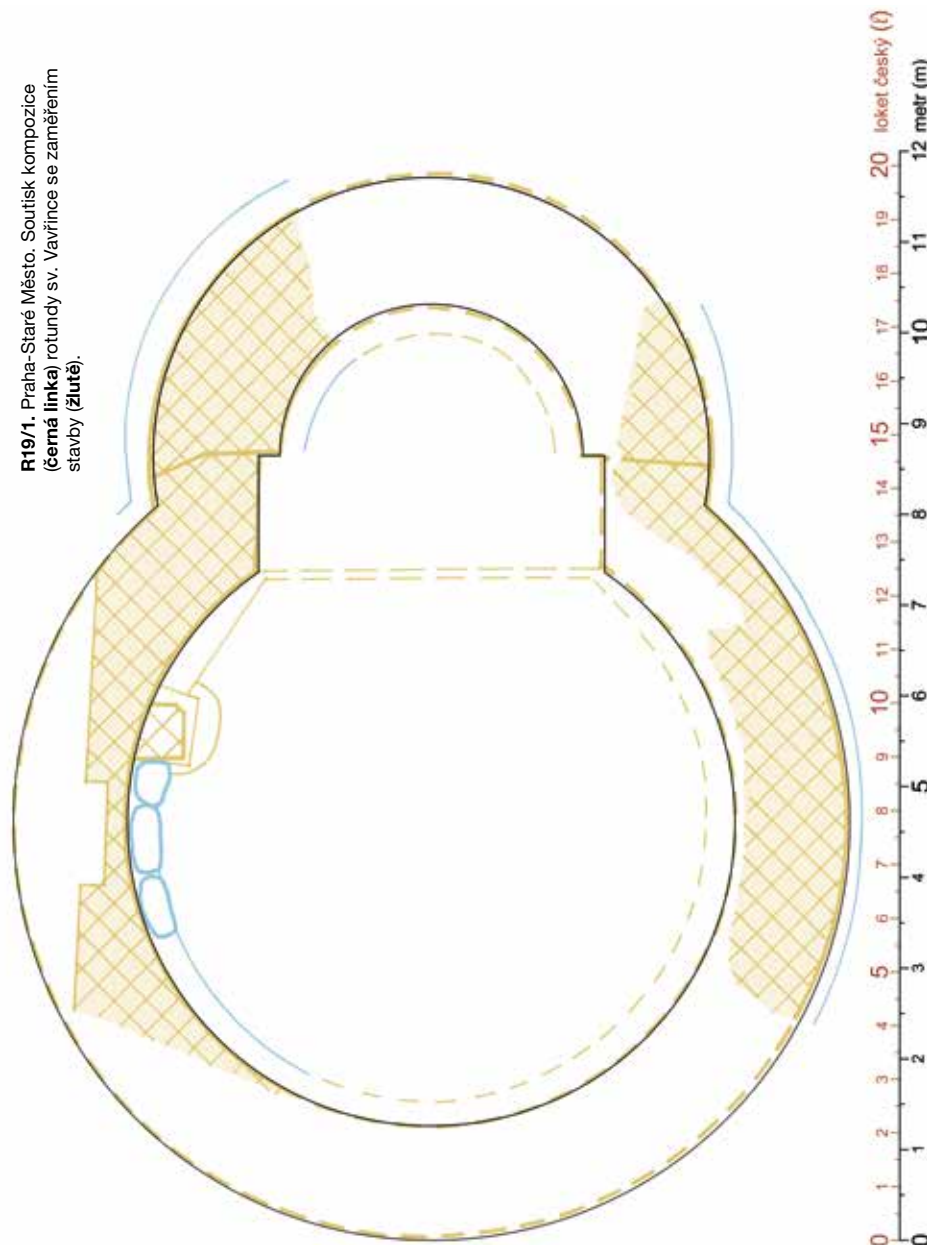 R19/1. Praha-Staré Město. Soutisk kompozice
(černá linka) rotundy sv. Vavřince se zaměřením
stavby (žlutě).
0 1 2 3 4 5 6 7 8 9 10 11 12 13 14 15 16 17 18 19 20 loket český (ℓ)
0 1 2 3 4 5 6 7 8 9 10 11 12 metr (m)